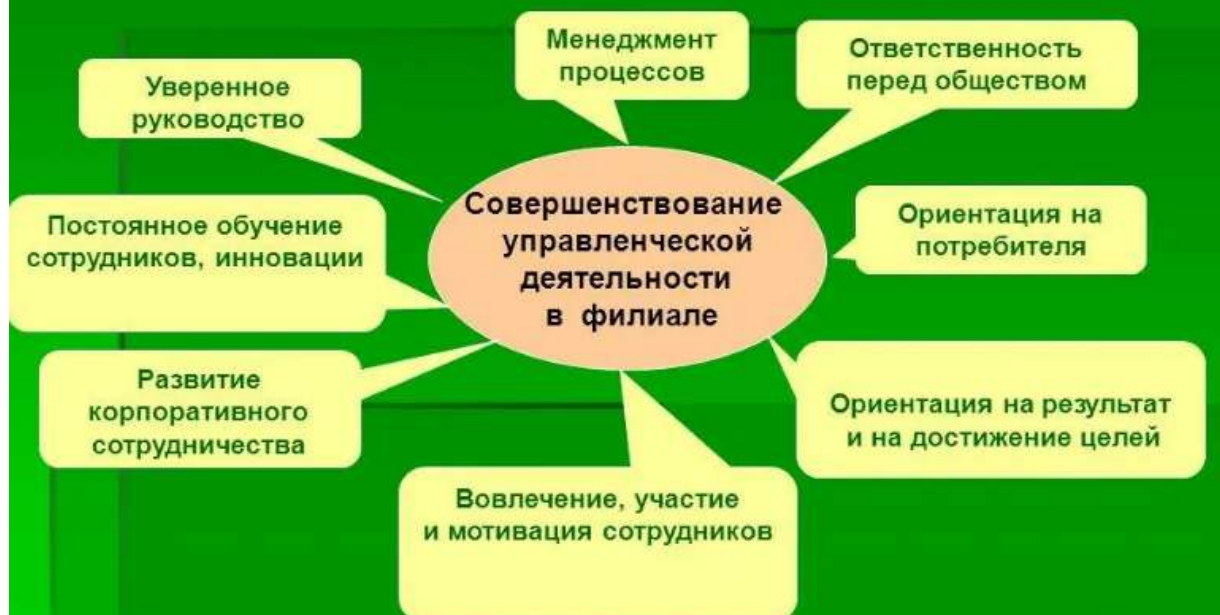 Менеджмент
процессов
Ответственность
перед обществом
Уверенное
руководство
Совершенствование
управленческой
деятельности
в филиале
Ориентация на
потребителя
Постоянное обучение
сотрудников, инновации
Развитие
корпоративного
сотрудничества
Ориентация на результат
и на достижение целей
Вовлечение, участие
и мотивация сотрудников